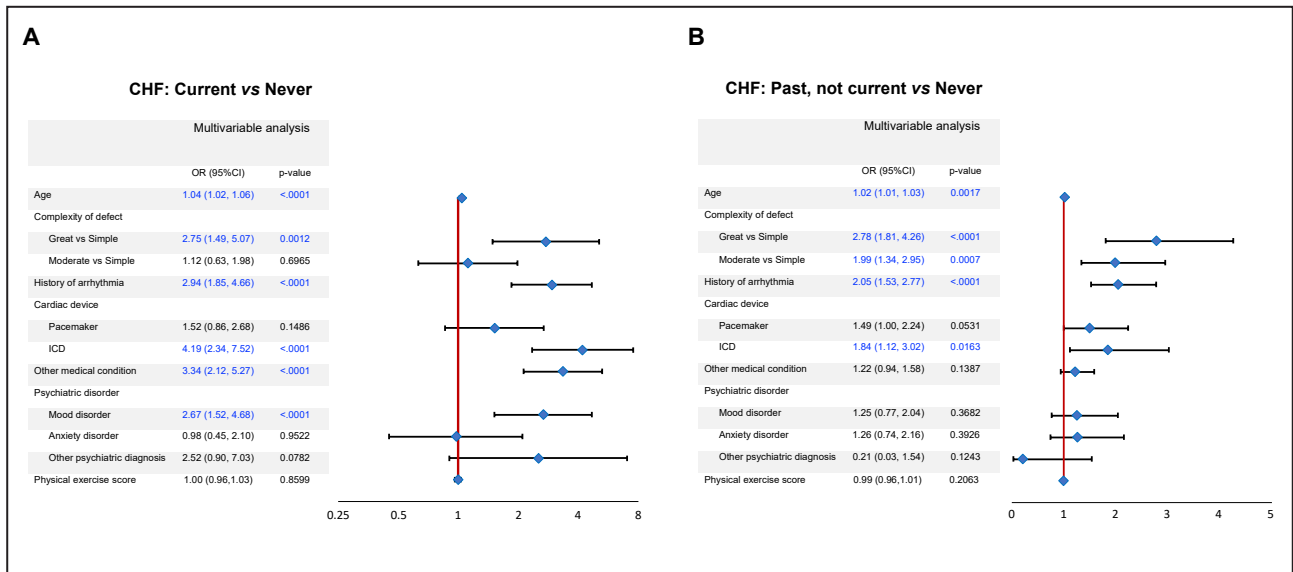 A
CHF: Current vs Never
Multivariable analysis
OR (95%CI) p-value
Age 1.04 (1.02, 1.06) <.0001
Complexity of defect
Great vs Simple 2.75 (1.49, 5.07) 0.0012
Moderate vs Simple 1.12 (0.63, 1.98) 0.6965
History of arrhythmia 2.94 (1.85, 4.66) <.0001
Cardiac device
Pacemaker 1.52 (0.86, 2.68) 0.1486
ICD 4.19 (2.34, 7.52) <.0001
Other medical condition 3.34 (2.12, 5.27) <.0001
Psychiatric disorder
Mood disorder 2.67 (1.52, 4.68) <.0001
Anxiety disorder 0.98 (0.45, 2.10) 0.9522
Other psychiatric diagnosis 2.52 (0.90, 7.03) 0.0782
Physical exercise score 1.00 (0.96,1.03) 0.8599
0.25 0.5 1 2 4 8
B
CHF: Past, not current vs Never
Multivariable analysis
OR (95%CI) p-value
Age 1.02 (1.01, 1.03) 0.0017
Complexity of defect
Great vs Simple 2.78 (1.81, 4.26) <.0001
Moderate vs Simple 1.99 (1.34, 2.95) 0.0007
History of arrhythmia 2.05 (1.53, 2.77) <.0001
Cardiac device
Pacemaker 1.49 (1.00, 2.24) 0.0531
ICD 1.84 (1.12, 3.02) 0.0163
Other medical condition 1.22 (0.94, 1.58) 0.1387
Psychiatric disorder
Mood disorder 1.25 (0.77, 2.04) 0.3682
Anxiety disorder 1.26 (0.74, 2.16) 0.3926
Other psychiatric diagnosis 0.21 (0.03, 1.54) 0.1243
Physical exercise score 0.99 (0.96,1.01) 0.2063
0 1 2 3 4 5